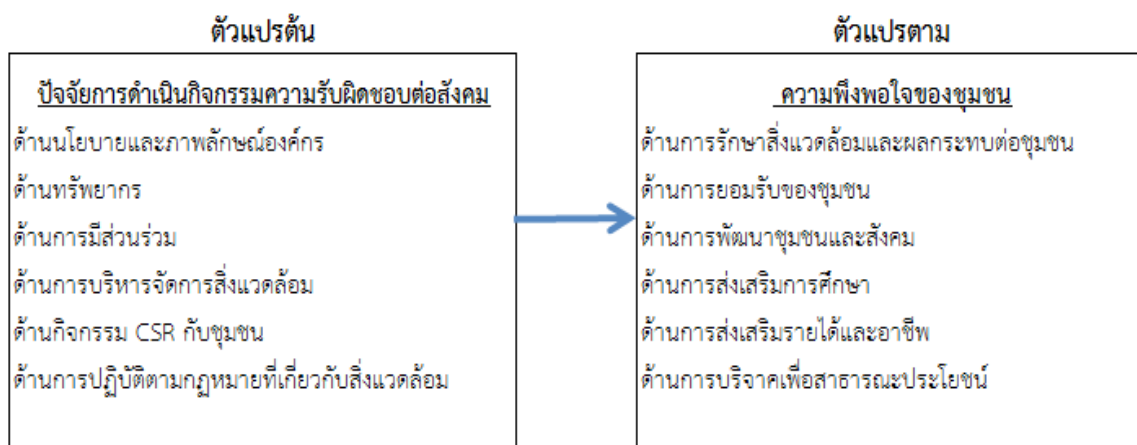 ตัวแปรต้น
ปัจจัยการดำเนินกิจกรรมความรับผิดชอบต่อสังคม
ด้านนโยบายและภาพลักษณ์องค์กร
ด้านทรัพยากร
ด้านการมีส่วนร่วม
ด้านการบริหารจัดการสิ่งแวดล้อม
ด้านกิจกรรม CSR กับชุมชน
ด้านการปฏิบัติตามกฎหมายที่เกี่ยวกับสิ่งแวดล้อม
ตัวแปรตาม
ความพึงพอใจของชุมชน
ด้านการรักษาสิ่งแวดล้อมและผลกระทบต่อชุมชน
ด้านการยอมรับของชุมชน
ด้านการพัฒนาชุมชนและสังคม
ด้านการส่งเสริมการศึกษา
ด้านการส่งเสริมรายได้และอาชีพ
ด้านการบริจาคเพื่อสาธารณะประโยชน์